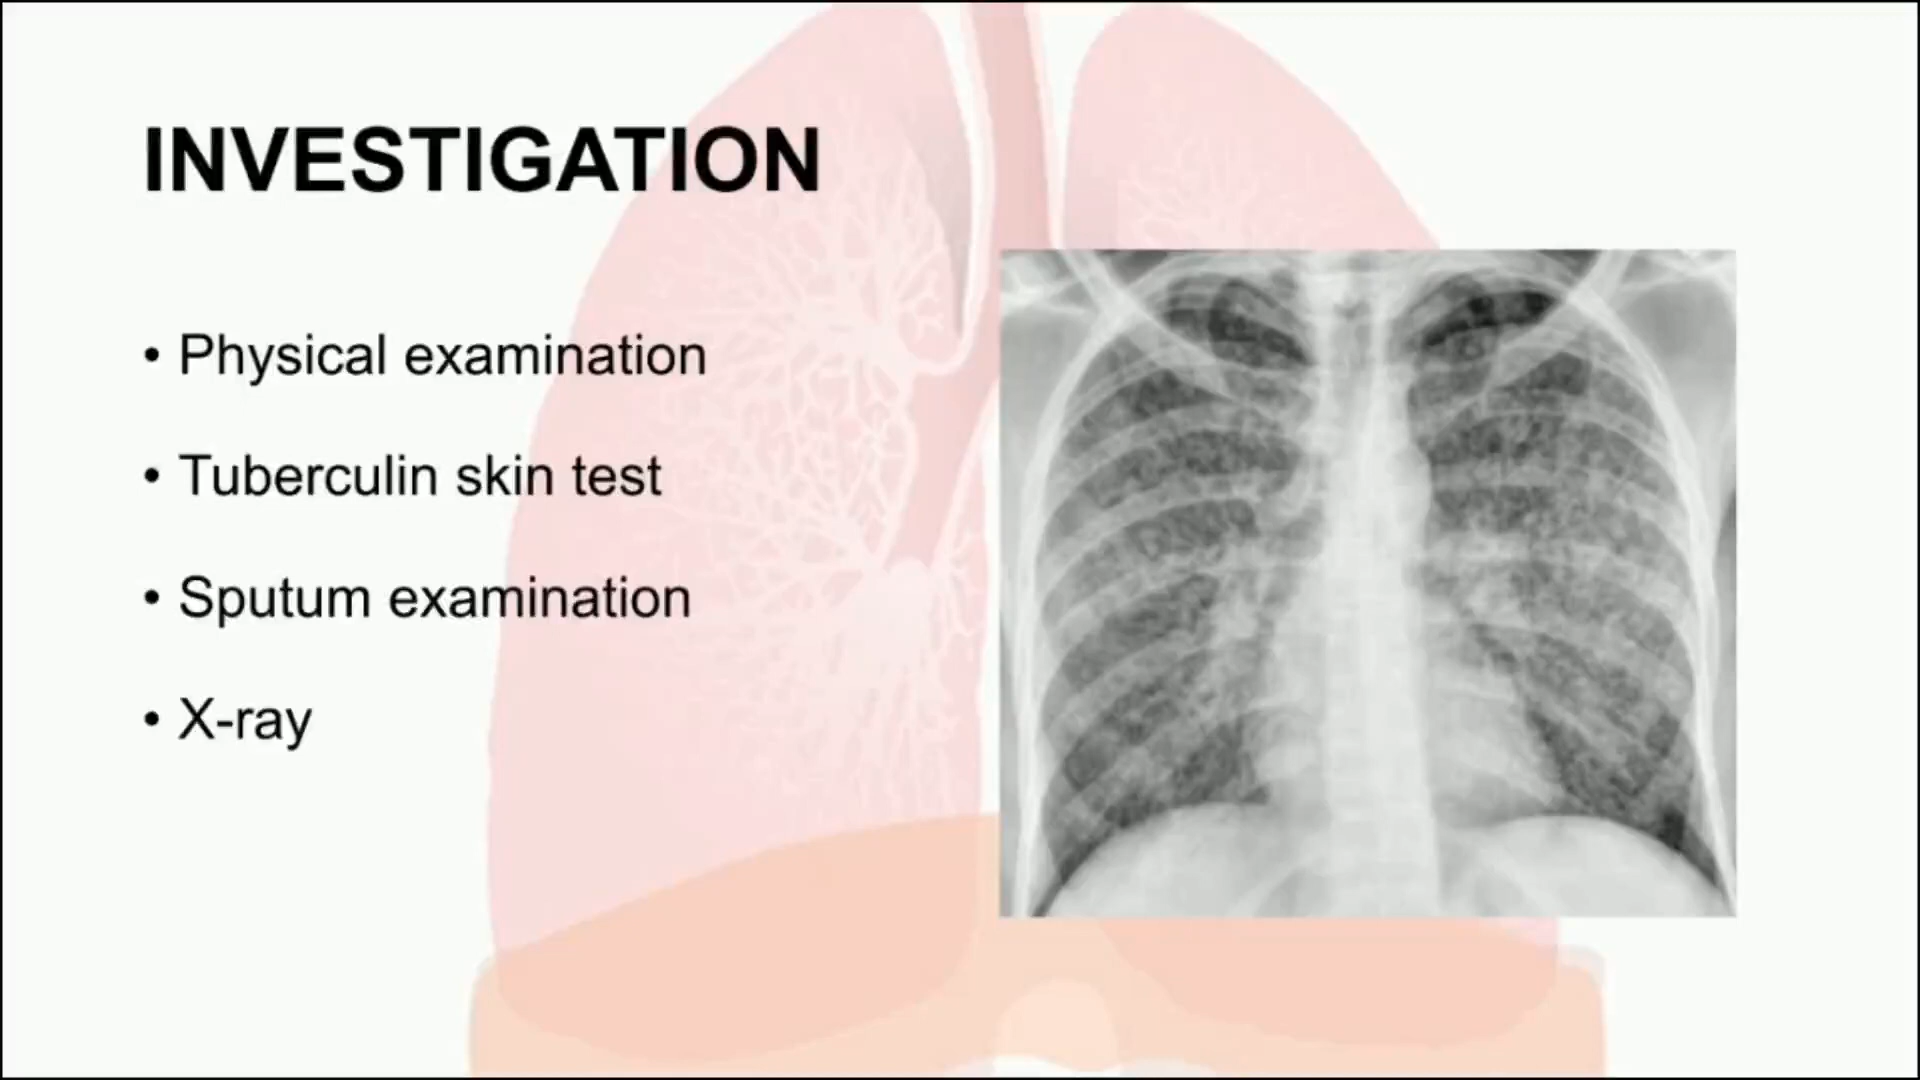 INVESTIGATION
• Physical examination
• Tuberculin skin test
• Sputum examination
• X-ray